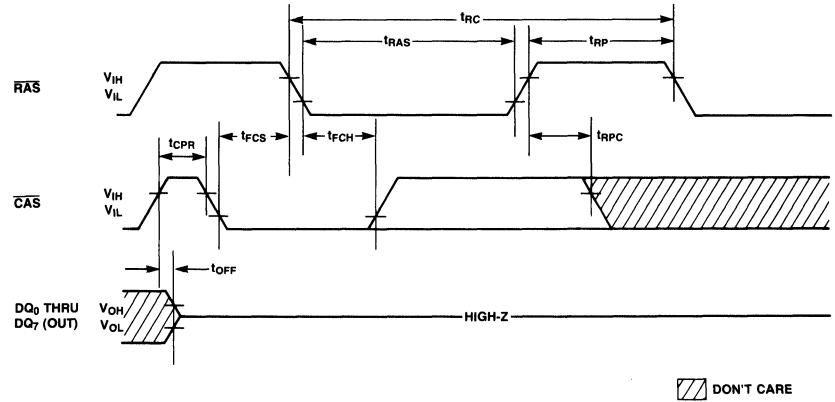 tRC
tRAS
tRP
RAS
VIH
VIL
tCPR
tFCS
tFCH
tRPC
CAS
VIH
VIL
tOFF
DQ0 THRU
DQ7 (OUT)
VOH
VOL
HIGH-Z
DON'T CARE